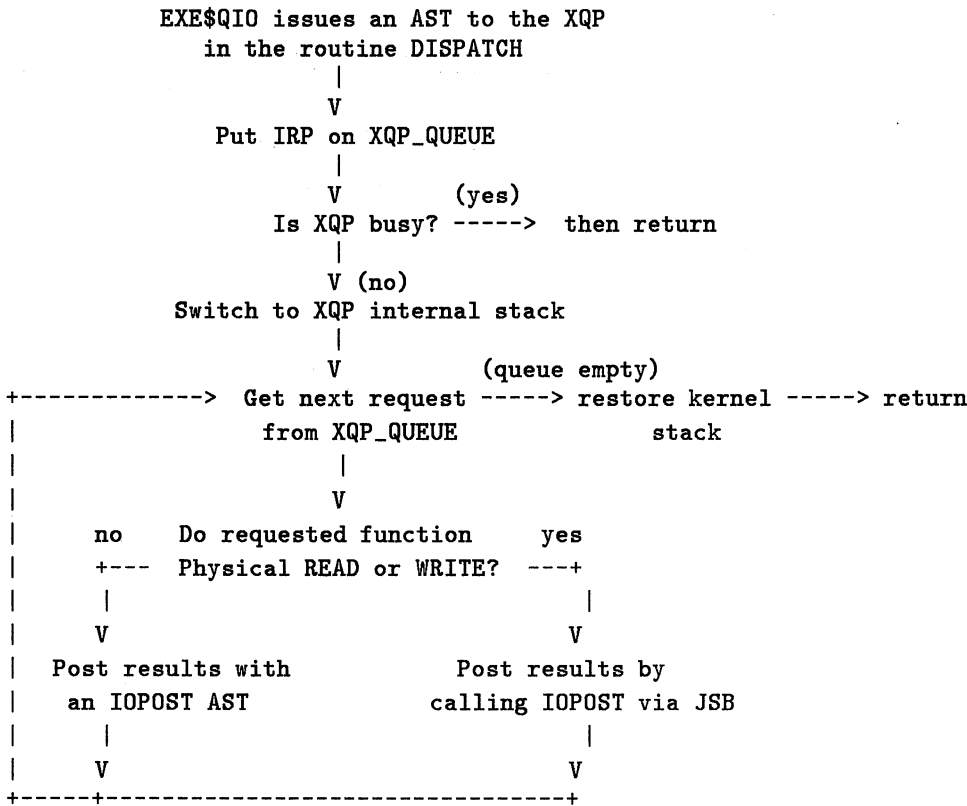 EXE$QIO issues an AST to the XQP
in the routine DISPATCH
|
V
Put IRP on XQP_QUEUE
|
V (yes)
Is XQP busy? -----> then return
|
V (no)
Switch to XQP internal stack
|
V (queue empty)
+-------------> Get next request -----> restore kernel -----> return
| from XQP_QUEUE stack
| |
| V
| no Do requested function yes
| +--- Physical READ or WRITE? ---+
| | |
| V V
| Post results with Post results by
| an IOPOST AST calling IOPOST via JSB
| | |
| V V
+-----+---------------------------------+